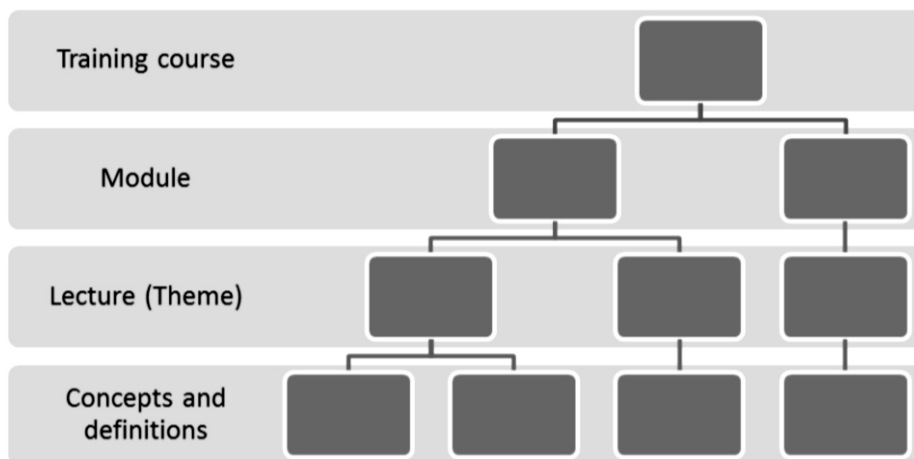 Training course
Module
Lecture (Theme)
Concepts and
definitions